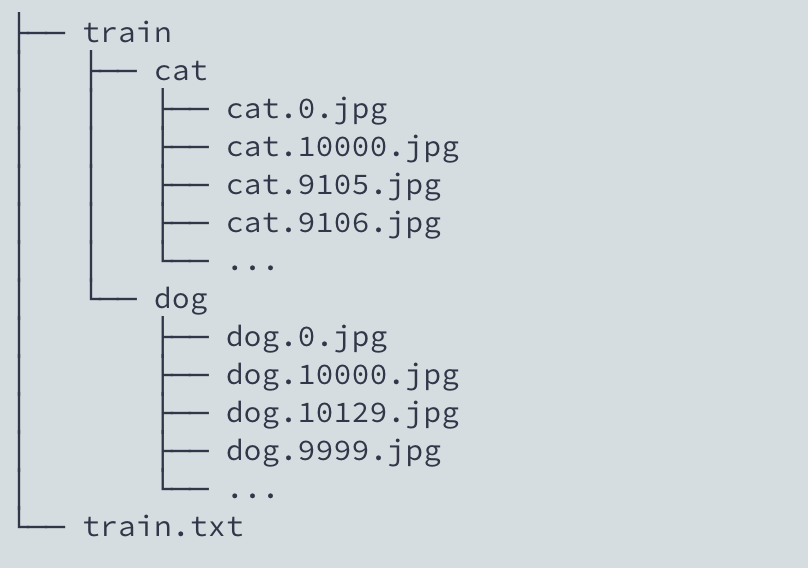 ├── train
│   ├── cat
│   │   ├── cat.0.jpg
│   │   ├── cat.10000.jpg
│   │   ├── cat.9105.jpg
│   │   ├── cat.9106.jpg
│   │   └── ...
│   └── dog
│       ├── dog.0.jpg
│       ├── dog.10000.jpg
│       ├── dog.10129.jpg
│       ├── dog.9999.jpg
│       └── ...
└── train.txt